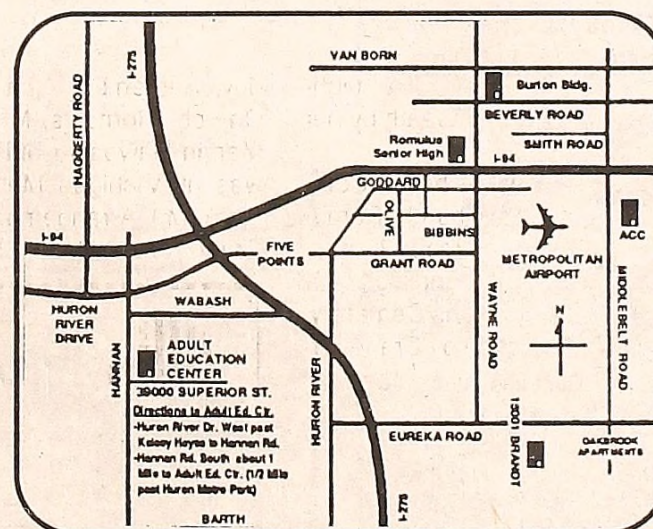 I-275
VAN BORN
Burton Bldg.
BEVERLY ROAD
HAGGERTY ROAD
Romulus
Senior High
SMITH ROAD
I-94
GODDARD
OLIVE
BIBBINS
ACC
I-94
FIVE
POINTS
GRANT ROAD
METROPOLITAN
AIRPORT
HURON
RIVER
DRIVE
WABASH
WAYNE ROAD
N
MIDDLEBELT ROAD
HANNAN
ADULT
EDUCATION
CENTER
39000 SUPERIOR ST.
HURON RIVER
Directions to Adult Ed. Ctr.
-Huron River Dr. West past
Kelsey Hayes to Hannan Rd.
-Hannan Rd. South about 1
Mile to Adult Ed. Ctr. (1/2 Mile
past Huron Metro Park)
EUREKA ROAD
15001 BRANDT
OAKBROOK
APARTMENTS
BARTH
I-275